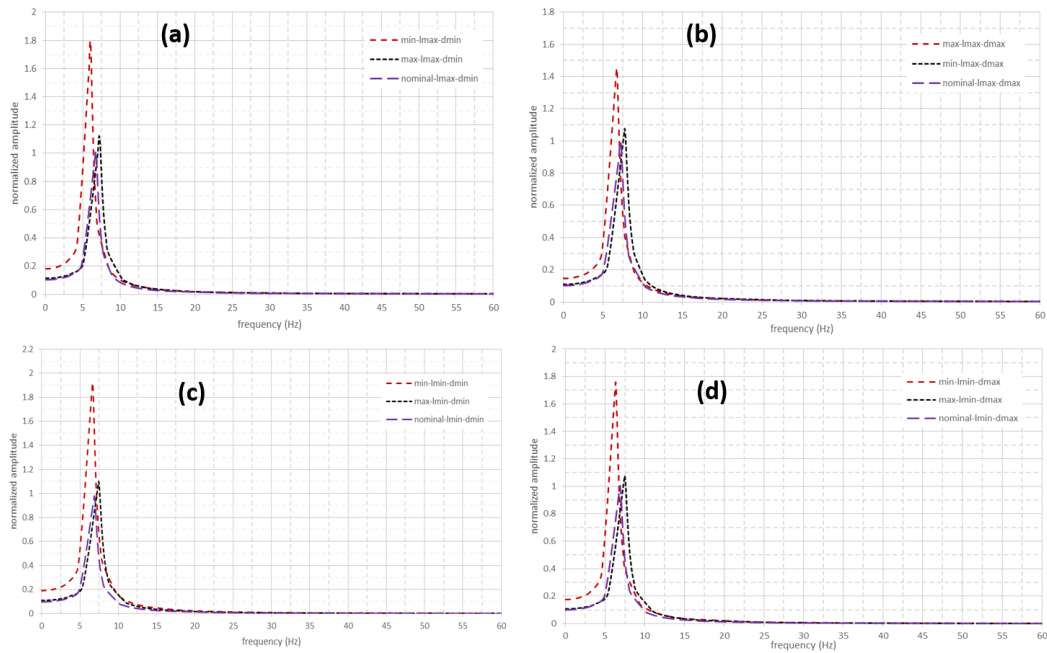 (a)
min-lmax-dmin
max-lmax-dmin
nominal-lmax-dmin
normalized amplitude
2
1.8
1.6
1.4
1.2
1
0.8
0.6
0.4
0.2
0
0 5 10 15 20 25 30 35 40 45 50 55 60
frequency (Hz)
(b)
max-lmax-dmax
min-lmax-dmax
nominal-lmax-dmax
normalized amplitude
1.8
1.6
1.4
1.2
1
0.8
0.6
0.4
0.2
0
0 5 10 15 20 25 30 35 40 45 50 55 60
frequency (Hz)
(c)
min-lmin-dmin
max-lmin-dmin
nominal-lmin-dmin
normalized amplitude
2.2
2
1.8
1.6
1.4
1.2
1
0.8
0.6
0.4
0.2
0
0 5 10 15 20 25 30 35 40 45 50 55 60
frequency (Hz)
(d)
min-lmin-dmax
max-lmin-dmax
nominal-lmin-dmax
normalized amplitude
2
1.8
1.6
1.4
1.2
1
0.8
0.6
0.4
0.2
0
0 5 10 15 20 25 30 35 40 45 50 55 60
frequency (Hz)